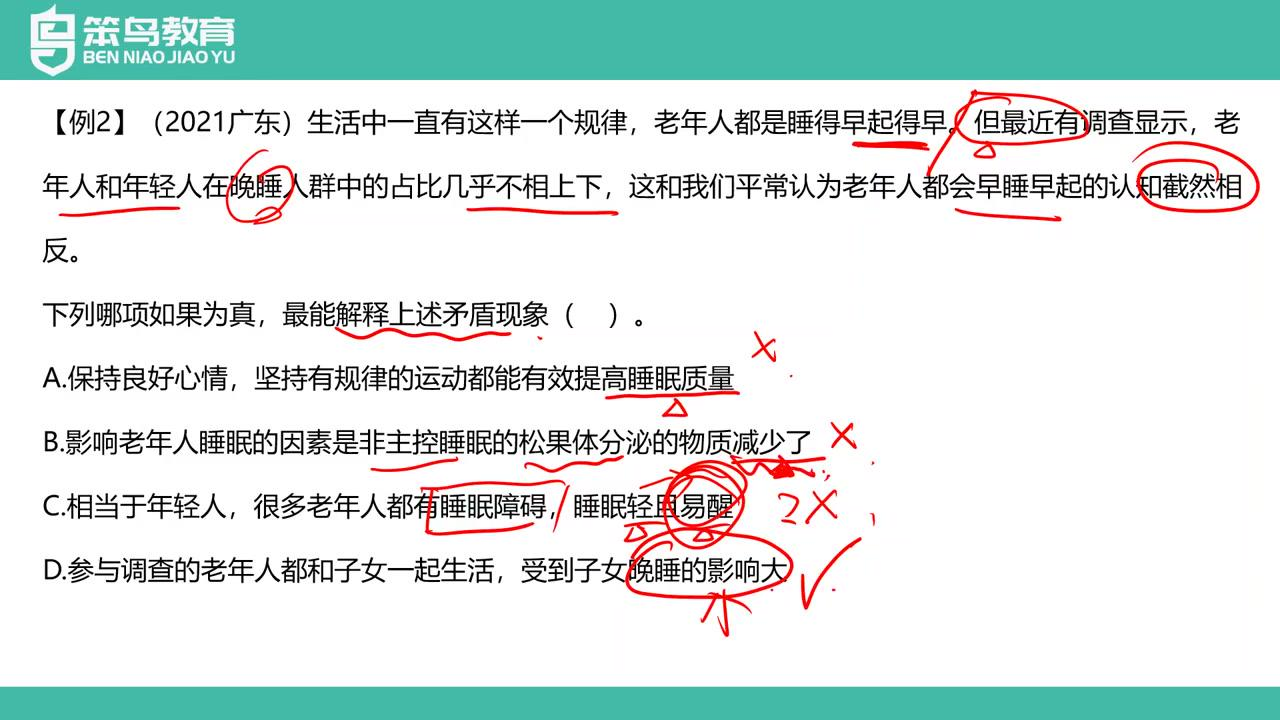 笨鸟教育
BEN NIAO JIAO YU
【例2】（2021广东）生活中一直有这样一个规律，老年人都是睡得早起得早。但最近有调查显示，老
年人和年轻人在晚睡人群中的占比几乎不相上下，这和我们平常认为老年人都会早睡早起的认知截然相
反。
下列哪项如果为真，最能解释上述矛盾现象（ ）。
A.保持良好心情，坚持有规律的运动都能有效提高睡眠质量
B.影响老年人睡眠的因素是非主控睡眠的松果体分泌的物质减少了
C.相当于年轻人，很多老年人都有睡眠障碍，睡眠轻且易醒
2X
D.参与调查的老年人都和子女一起生活，受到子女晚睡的影响大